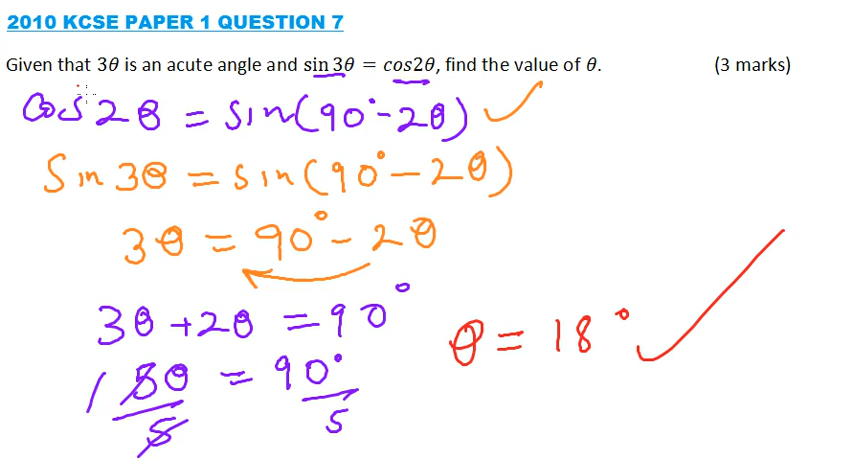 2010 KCSE PAPER 1 QUESTION 7
Given that 3θ is an acute angle and sin 3θ = cos2θ, find the value of θ. (3 marks)
Cos 2θ = sin(90° - 2θ) ✓
Sin 3θ = sin(90° - 2θ)
3θ = 90° - 2θ
3θ + 2θ = 90°
1 5θ/5 = 90°/5
θ = 18° ✓